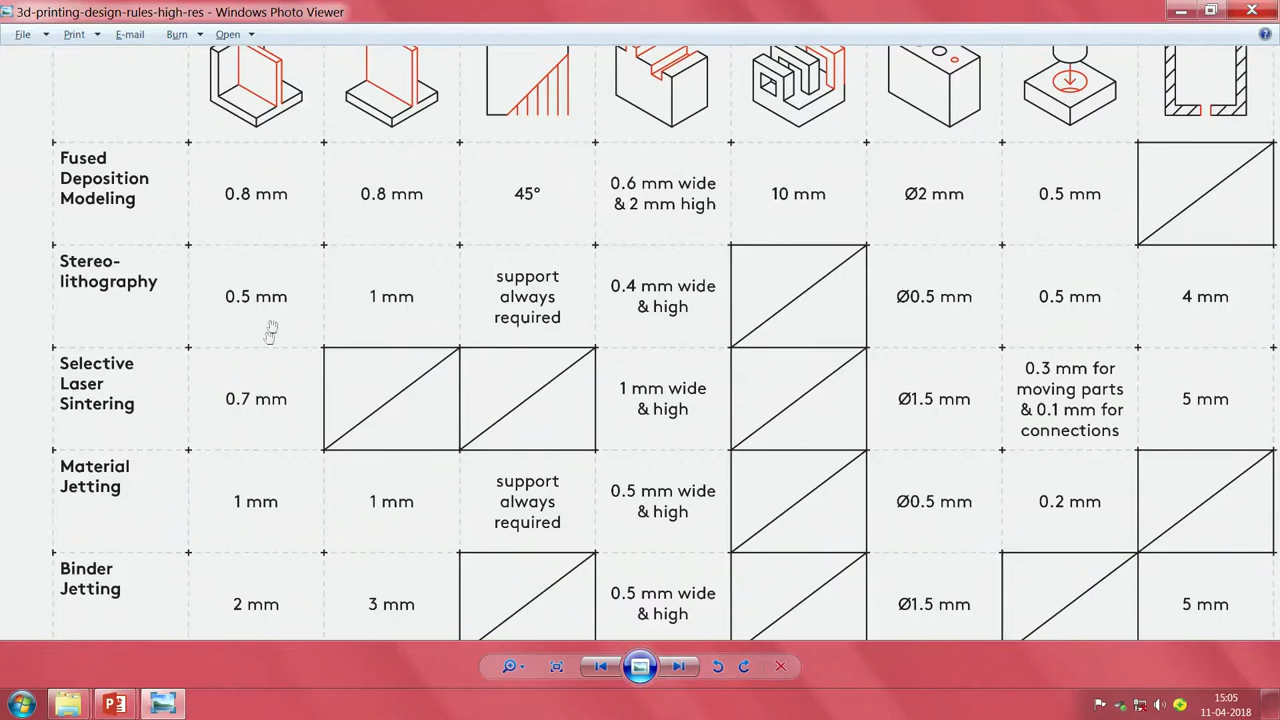 3d-printing-design-rules-high-res - Windows Photo Viewer
File Print E-mail Burn Open
Fused
Deposition
Modeling
0.8 mm
0.8 mm
45°
0.6 mm wide
& 2 mm high
10 mm
Ø2 mm
0.5 mm
Stereo-
lithography
0.5 mm
1 mm
support
always
required
0.4 mm wide
& high
Ø0.5 mm
0.5 mm
4 mm
Selective
Laser
Sintering
0.7 mm
1 mm wide
& high
Ø1.5 mm
0.3 mm for
moving parts
& 0.1 mm for
connections
5 mm
Material
Jetting
1 mm
1 mm
support
always
required
0.5 mm wide
& high
Ø0.5 mm
0.2 mm
Binder
Jetting
2 mm
3 mm
0.5 mm wide
& high
Ø1.5 mm
5 mm
15:05
11-04-2018